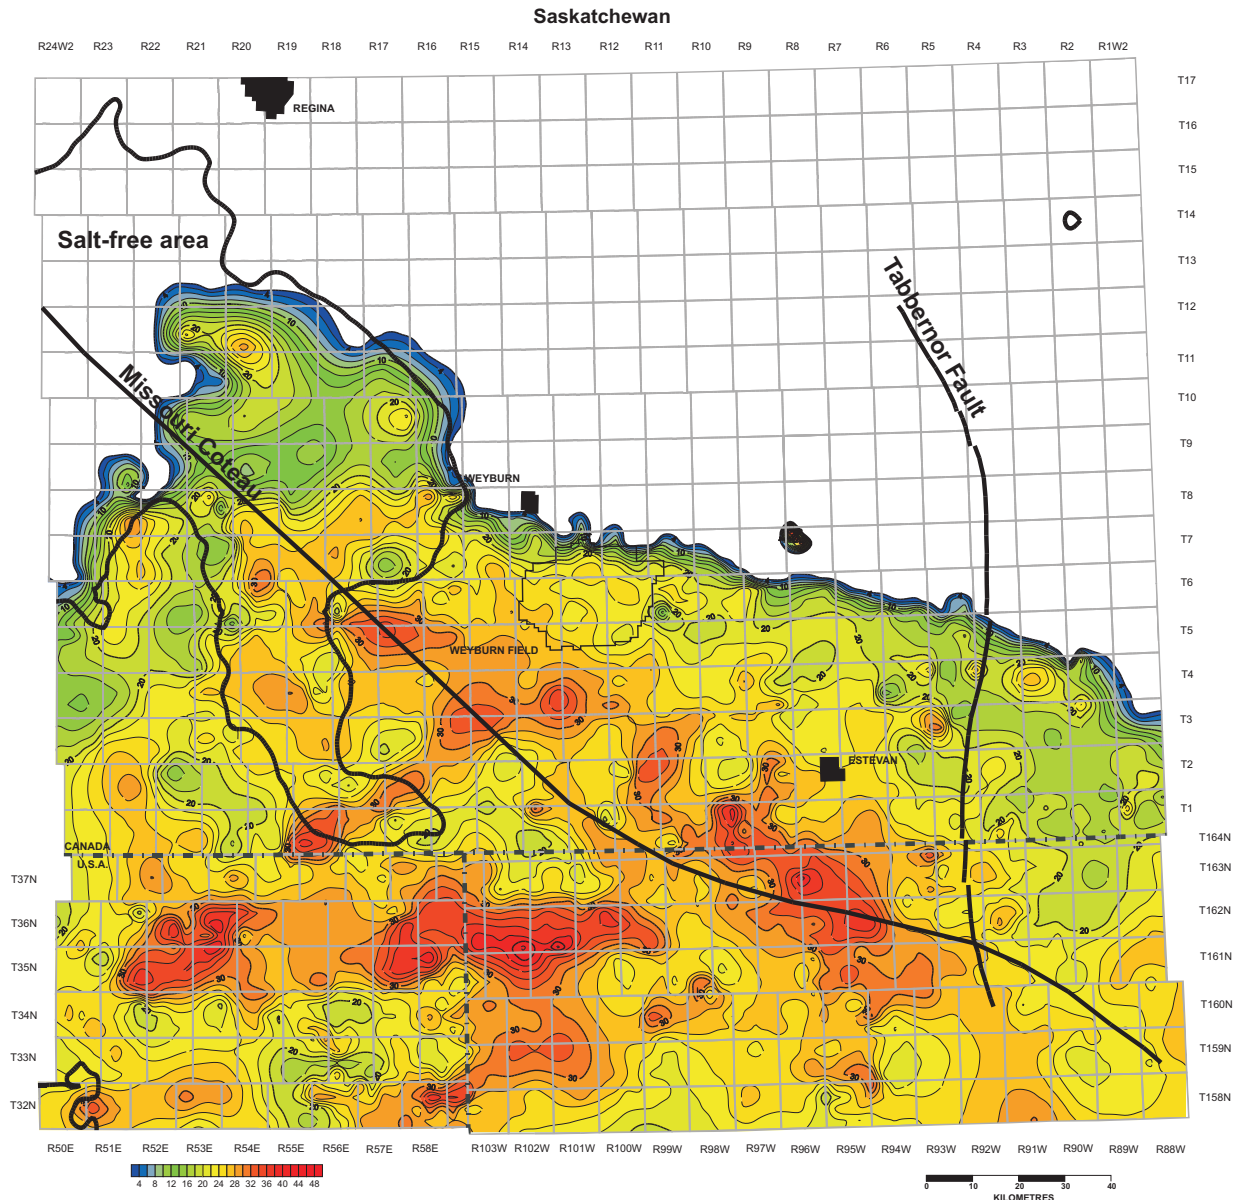 Saskatchewan
R24W2 R23 R22 R21 R20 R19 R18 R17 R16 R15 R14 R13 R12 R11 R10 R9 R8 R7 R6 R5 R4 R3 R2 R1W2
T17
REGINA
T16
T15
T14
Salt-free area
T13
Tabbernor Fault
T12
T11
Missouri Coteau
T10
T9
WEYBURN
T8
T7
T6
T5
WEYBURN FIELD
T4
T3
ESTEVAN
T2
T1
T164N
CANADA
U.S.A.
T163N
T37N
T162N
T36N
T161N
T35N
T160N
T34N
T159N
T33N
T158N
T32N
R50E R51E R52E R53E R54E R55E R56E R57E R58E R103W R102W R101W R100W R99W R98W R97W R96W R95W R94W R93W R92W R91W R90W R89W R88W
4 8 12 16 20 24 28 32 36 40 44 48
0 10 20 30 40
KILOMETRES